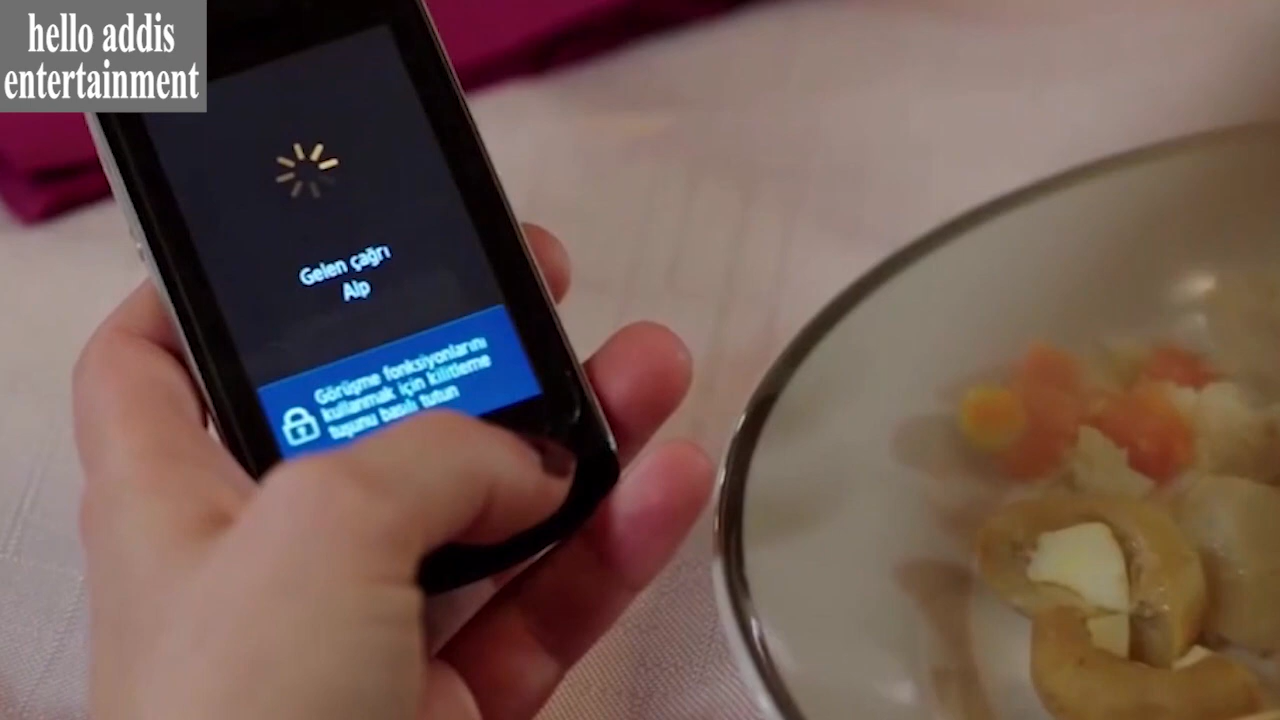 hello addis
entertainment
Gelen çağrı
Alp
Görüşme fonksiyonlarını
kullanmak için kilitleme
tuşunu basılı tutun